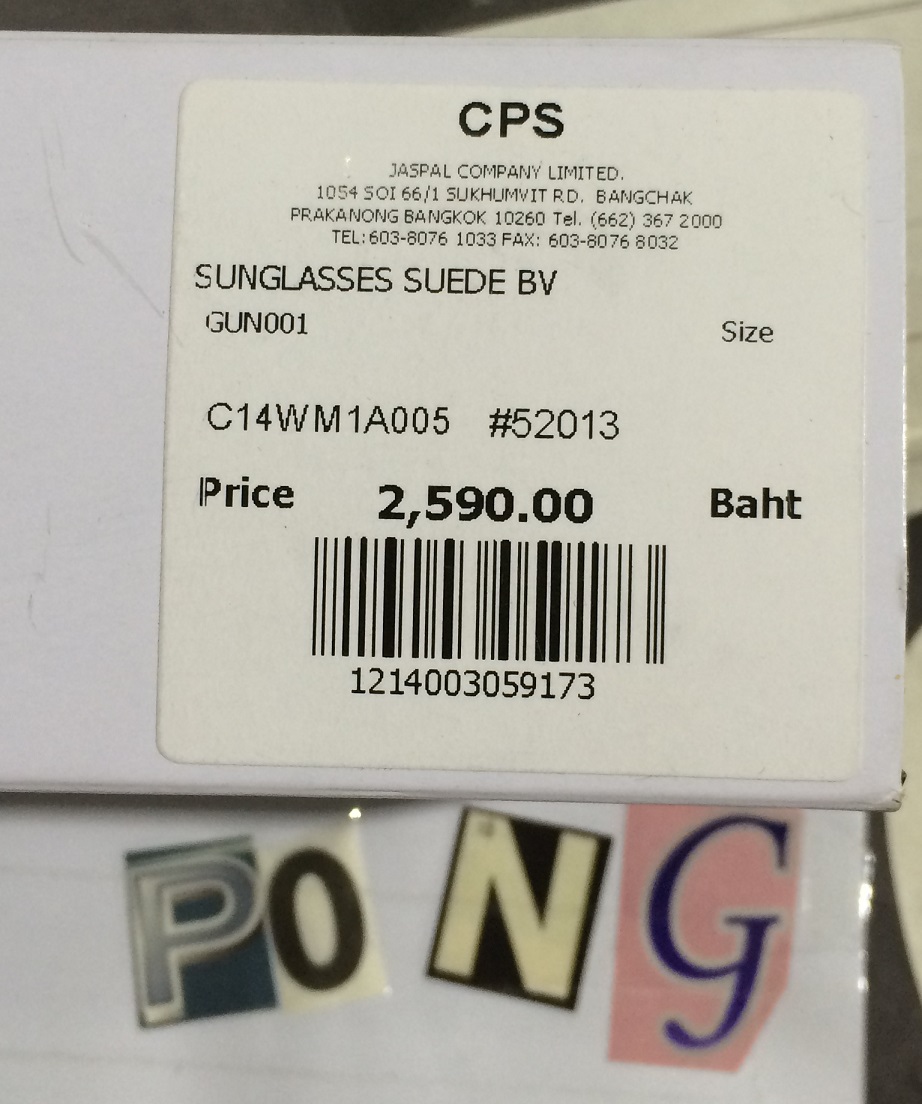 CPS
JASPAL COMPANY LIMITED.
1054 SOI 66/1 SUKHUMVIT RD. BANGCHAK
PRAKANONG BANGKOK 10260 Tel. (662) 367 2000
TEL:603-8076 1033 FAX: 603-8076 8032
SUNGLASSES SUEDE BV
GUN001 Size
C14WM1A005 #52013
Price 2,590.00 Baht
1214003059173
PONG